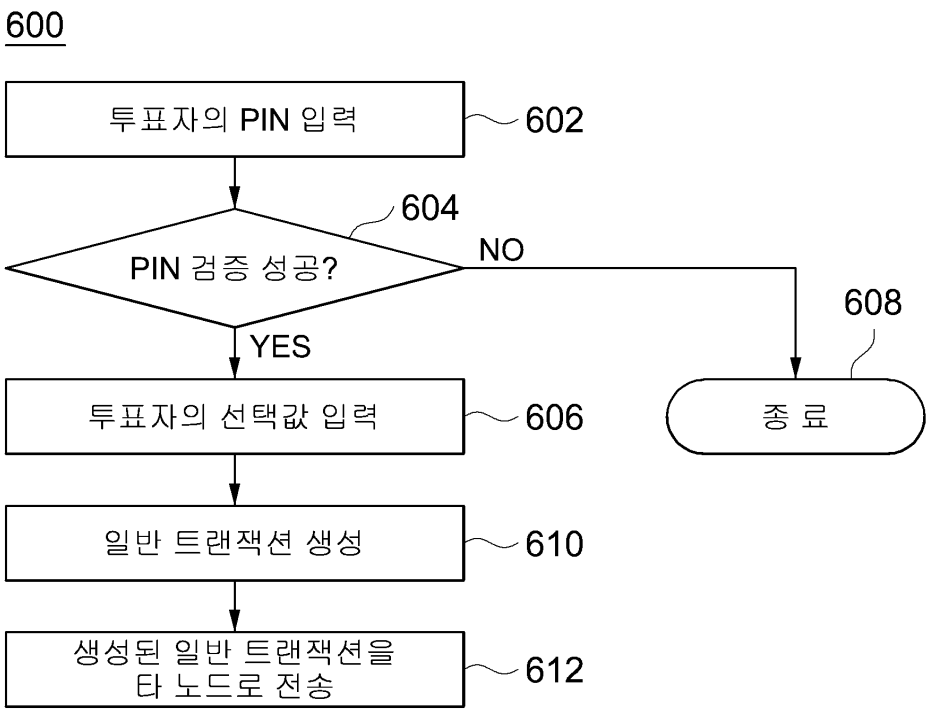 600
투표자의 PIN 입력
602
604
PIN 검증 성공?
NO
608
YES
투표자의 선택값 입력
606
종 료
일반 트랜잭션 생성
610
생성된 일반 트랜잭션을
타 노드로 전송
612